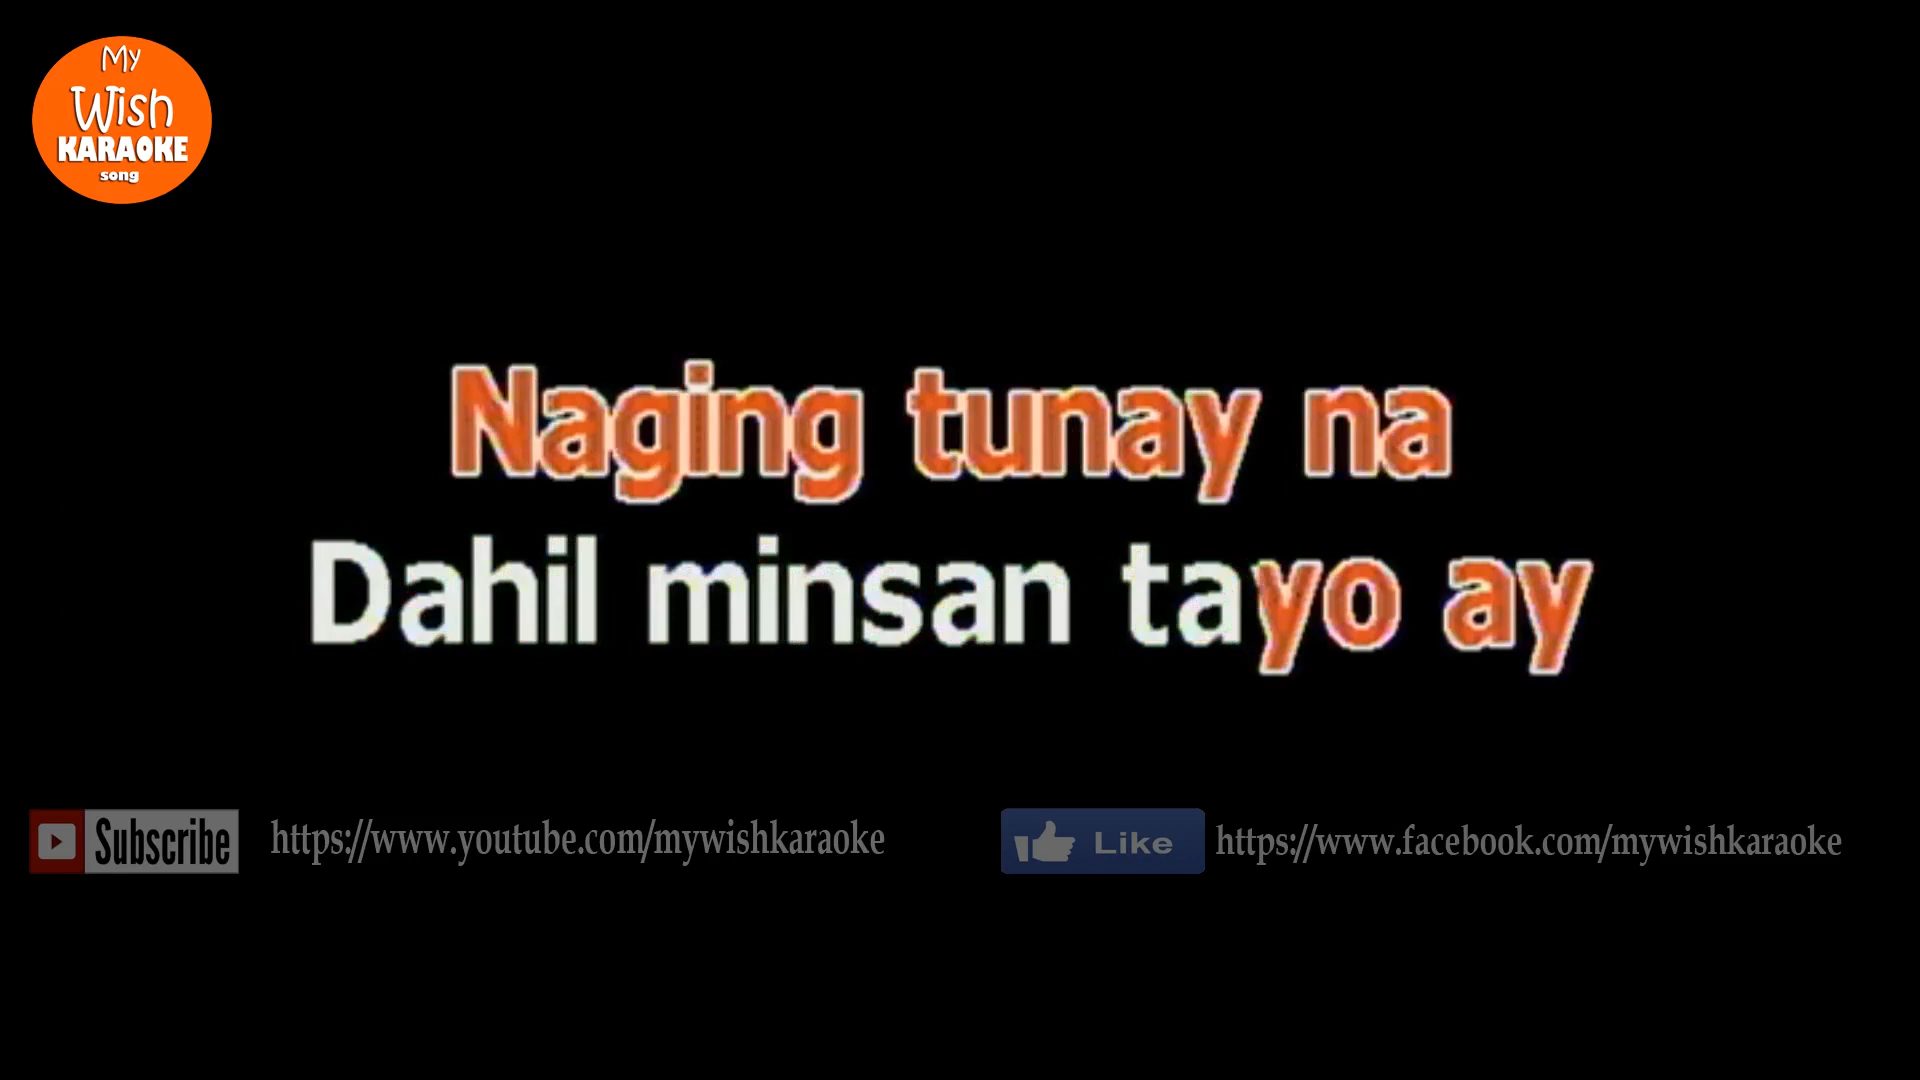 My
Wish
KARAOKE
song
Naging tunay na
Dahil minsan tayo ay
Subscribe https://www.youtube.com/mywishkaraoke Like https://www.facebook.com/mywishkaraoke